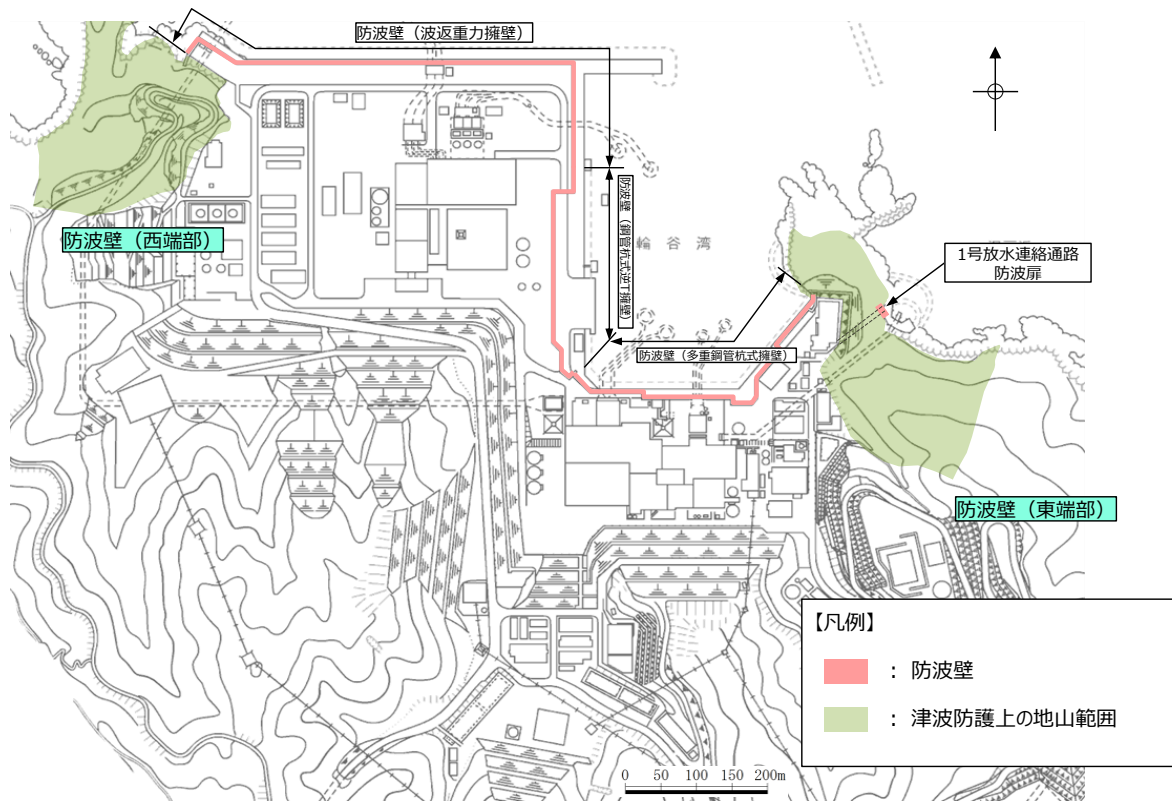 防波壁（波返重力擁壁）
防波壁（鋼管杭式逆T擁壁）
輪谷湾
1号放水連絡通路
防波扉
防波壁（西端部）
防波壁（多重鋼管杭式擁壁）
防波壁（東端部）
【凡例】
：防波壁
：津波防護上の地山範囲
0 50 100 150 200m